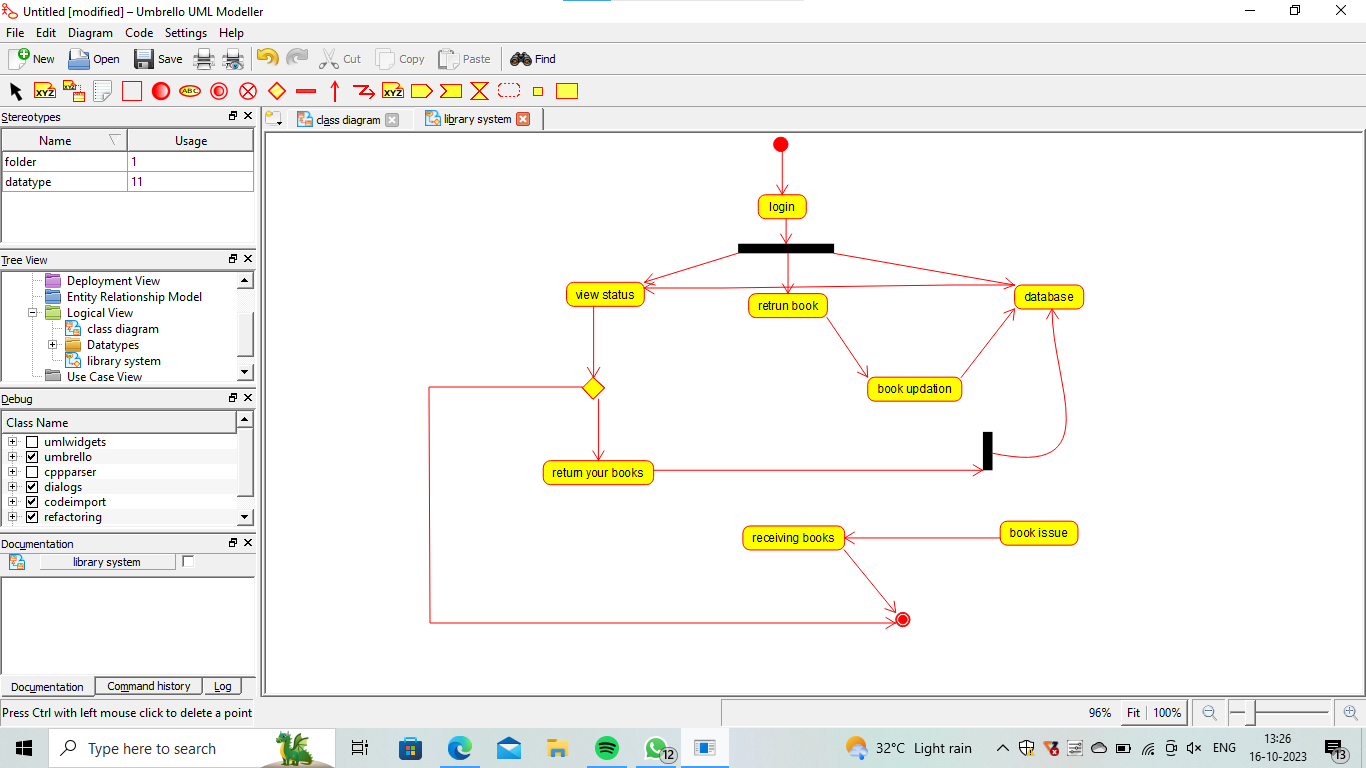 Untitled [modified] – Umbrello UML Modeller
File Edit Diagram Code Settings Help
New Open Save Cut Copy Paste Find
XYZ XYZ ABC XYZ
Stereotypes
Name Usage
folder 1
datatype 11
Tree View
Deployment View
Entity Relationship Model
Logical View
class diagram
Datatypes
library system
Use Case View
Debug
Class Name
umlwidgets
umbrello
cppparser
dialogs
codeimport
refactoring
Documentation
library system
Documentation Command history Log
Press Ctrl with left mouse click to delete a point
class diagram library system
login
view status
retrun book
database
book updation
return your books
receiving books
book issue
96% Fit 100%
Type here to search
12
32°C Light rain
ENG
13:26
16-10-2023
13